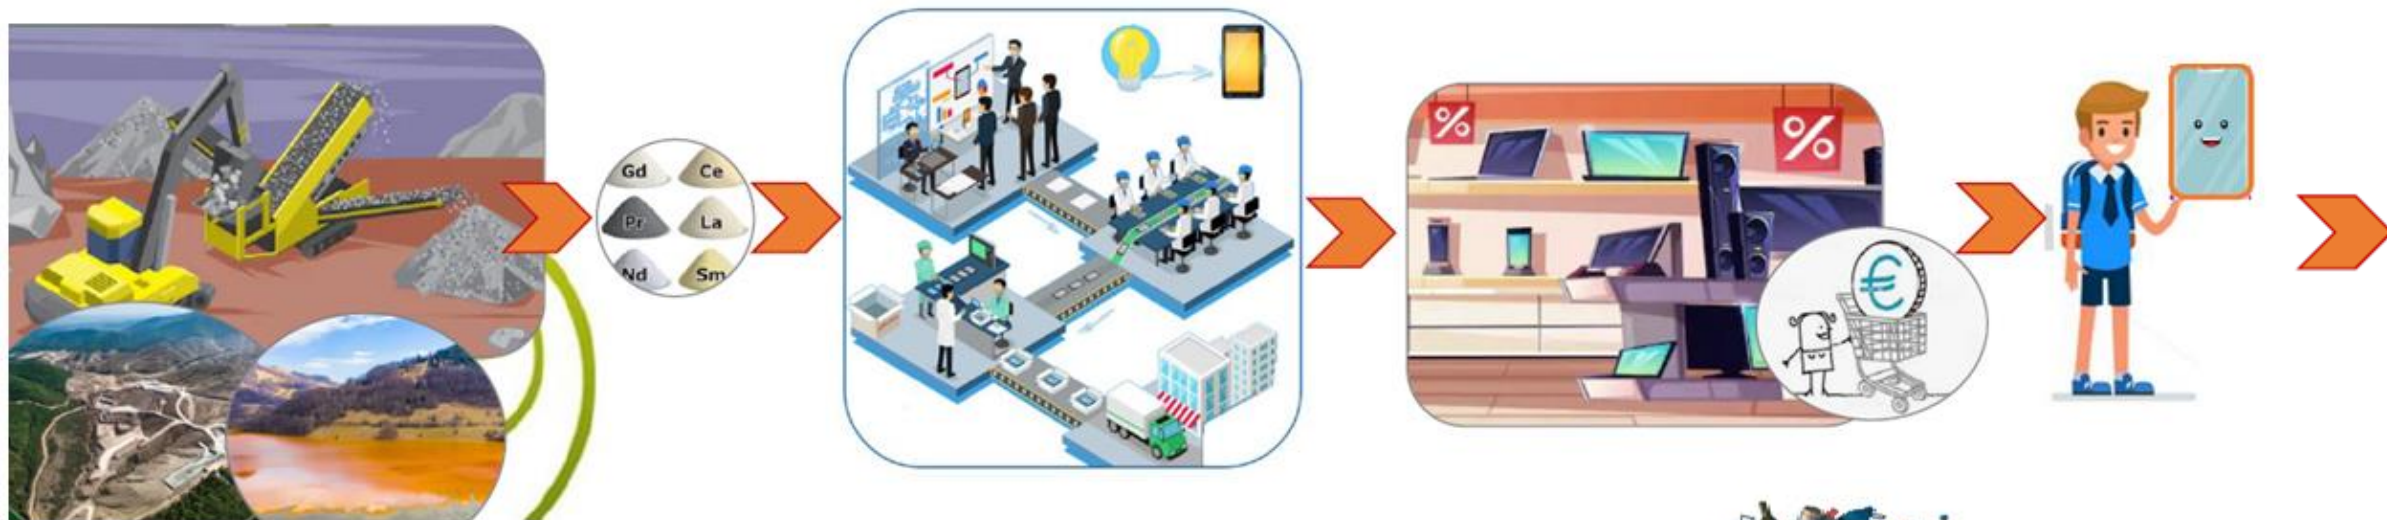 Gd Ce
Pr La
Nd Sm
%
%
€